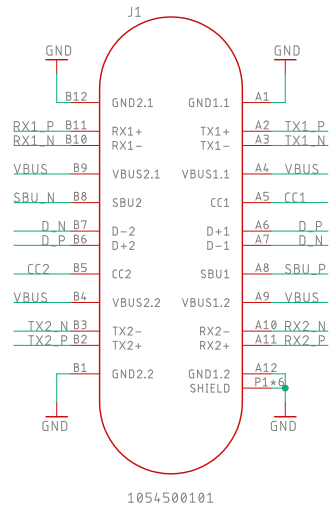 J1
GND GND
B12 GND2.1 GND1.1 A1
RX1_P B11 RX1+ TX1+ A2 TX1_P
RX1_N B10 RX1- TX1- A3 TX1_N
VBUS B9 VBUS2.1 VBUS1.1 A4 VBUS
SBU_N B8 SBU2 CC1 A5 CC1
D_N B7 D-2 D+1 A6 D_P
D_P B6 D+2 D-1 A7 D_N
CC2 B5 CC2 SBU1 A8 SBU_P
VBUS B4 VBUS2.2 VBUS1.2 A9 VBUS
TX2_N B3 TX2- RX2- A10 RX2_N
TX2_P B2 TX2+ RX2+ A11 RX2_P
B1 GND2.2 GND1.2 A12
SHIELD P1*6
GND GND
1054500101